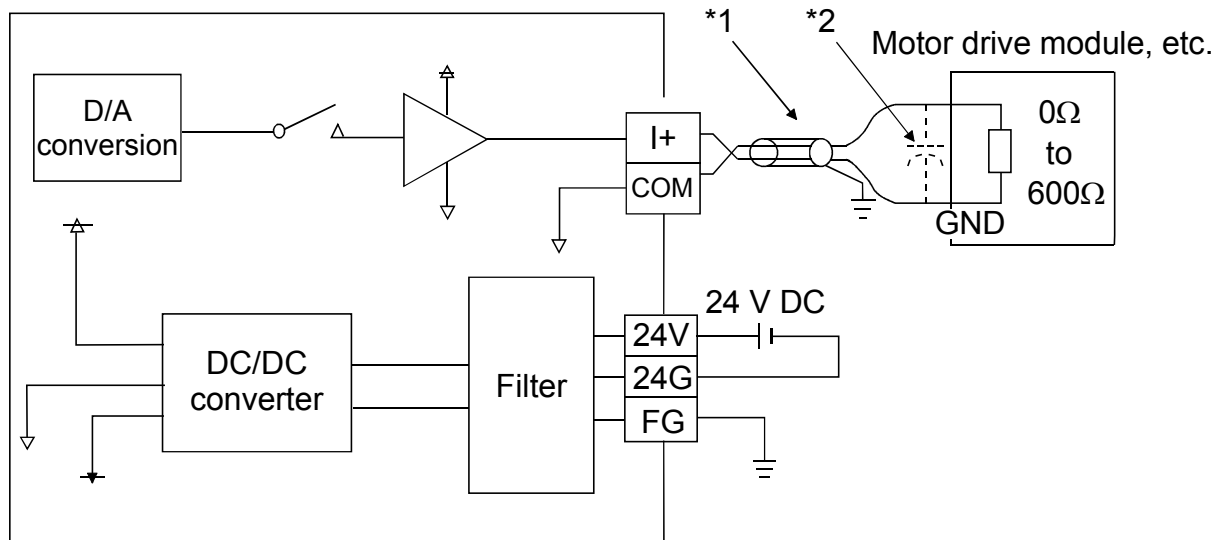 *1
*2
Motor drive module, etc.
D/A
conversion
I+
COM
0Ω
to
600Ω
GND
24 V DC
DC/DC
converter
Filter
24V
24G
FG